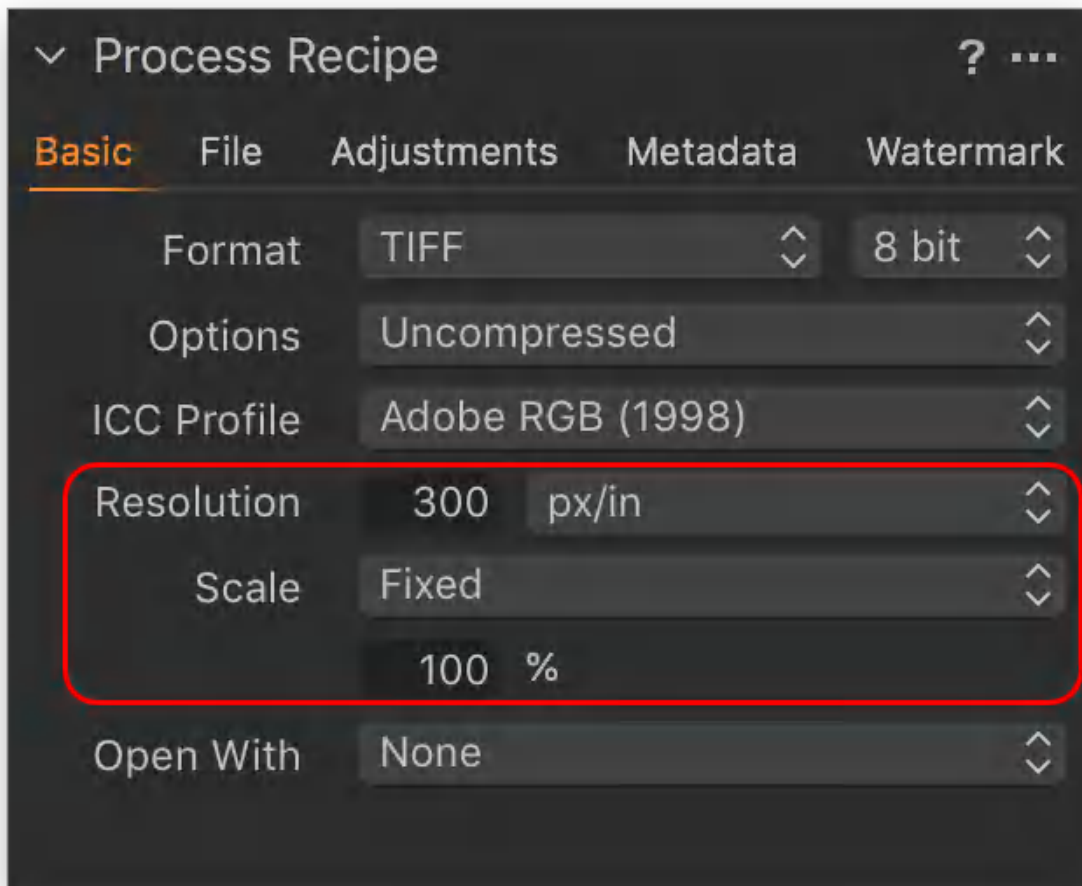 Process Recipe ? ...
Basic File Adjustments Metadata Watermark
Format TIFF 8 bit
Options Uncompressed
ICC Profile Adobe RGB (1998)
Resolution 300 px/in
Scale Fixed
100 %
Open With None